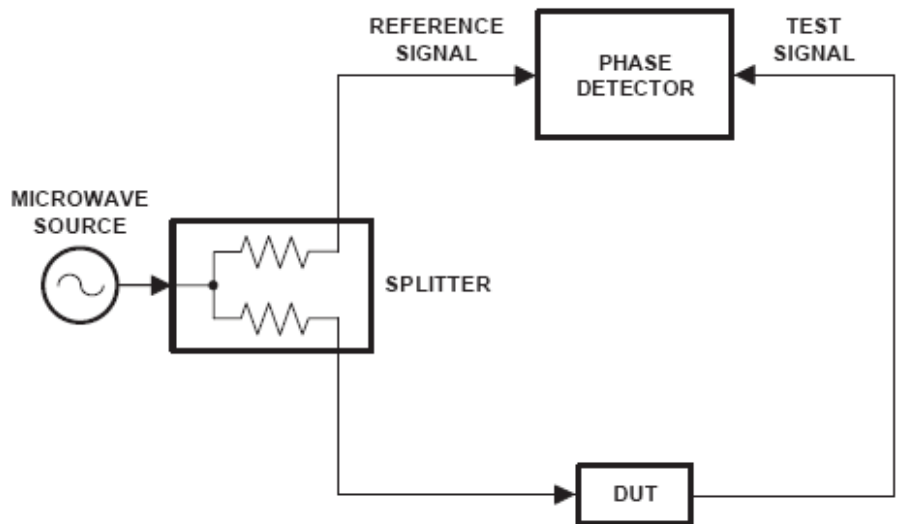 REFERENCE
SIGNAL
PHASE
DETECTOR
TEST
SIGNAL
MICROWAVE
SOURCE
SPLITTER
DUT